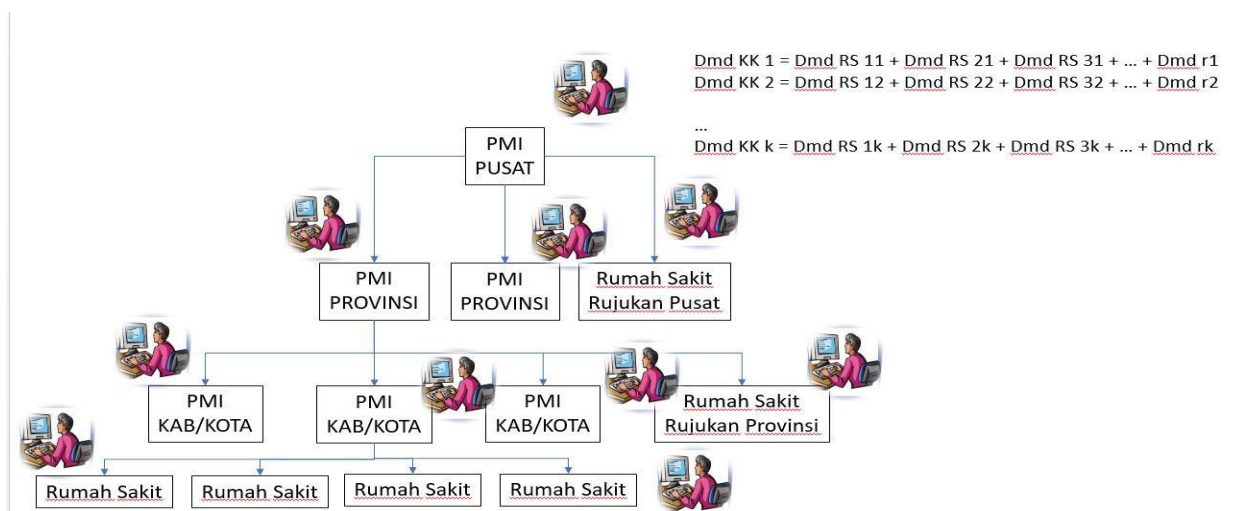 Dmd KK 1 = Dmd RS 11 + Dmd RS 21 + Dmd RS 31 + ... + Dmd r1
Dmd KK 2 = Dmd RS 12 + Dmd RS 22 + Dmd RS 32 + ... + Dmd r2
...
Dmd KK k = Dmd RS 1k + Dmd RS 2k + Dmd RS 3k + ... + Dmd rk
PMI
PUSAT
PMI
PROVINSI
PMI
PROVINSI
Rumah Sakit
Rujukan Pusat
PMI
KAB/KOTA
PMI
KAB/KOTA
PMI
KAB/KOTA
Rumah Sakit
Rujukan Provinsi
Rumah Sakit
Rumah Sakit
Rumah Sakit
Rumah Sakit